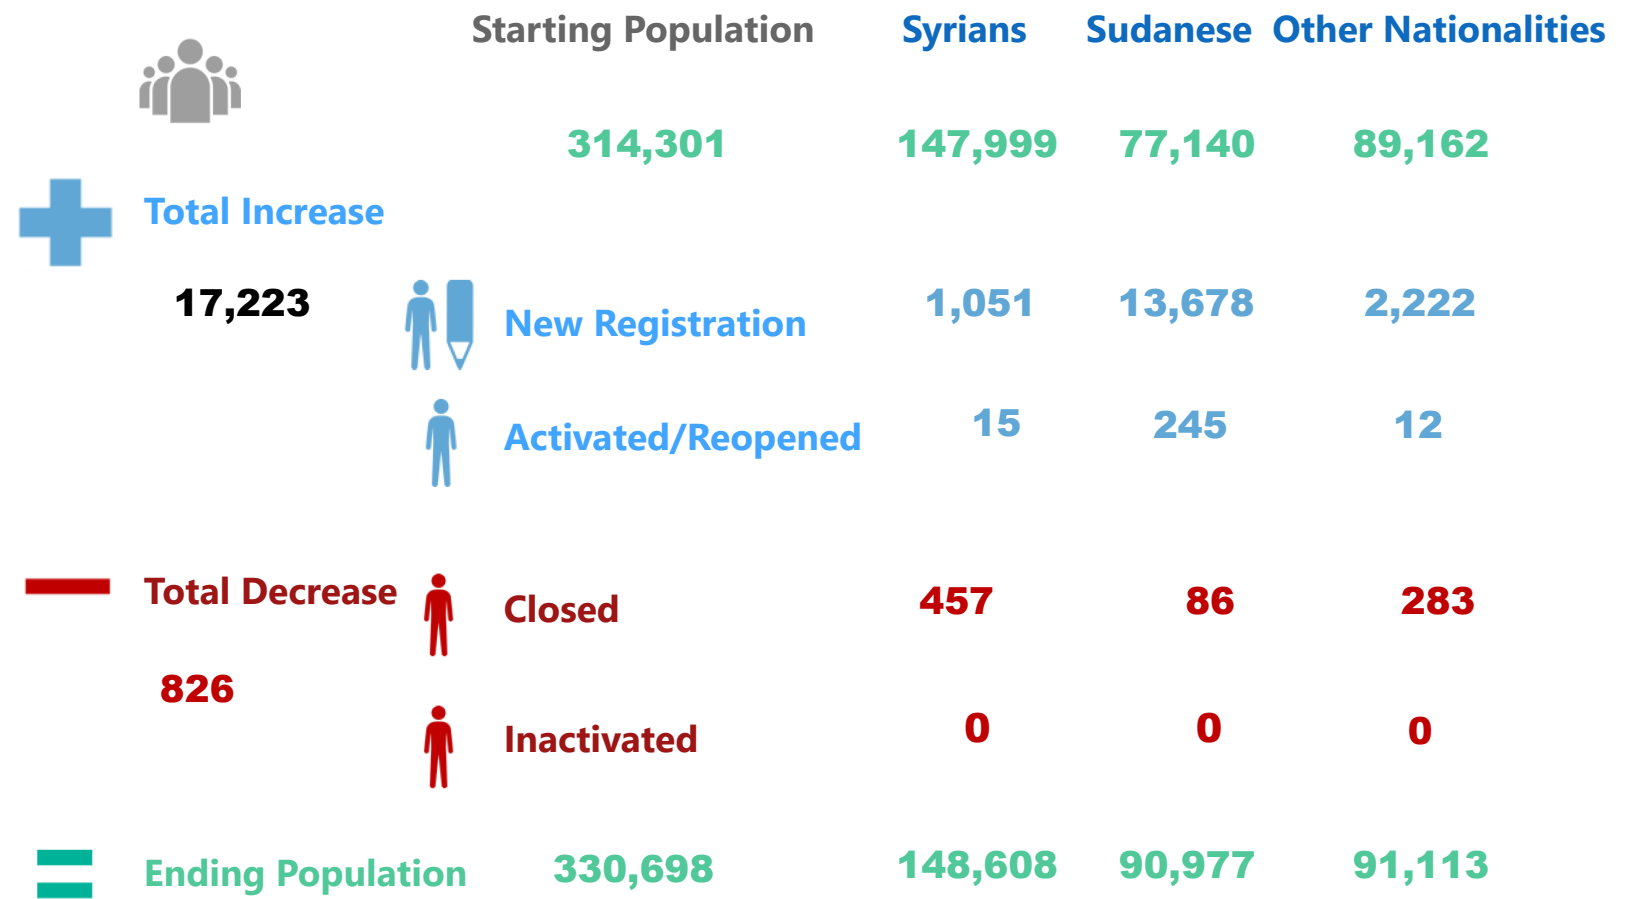 Starting Population Syrians Sudanese Other Nationalities
314,301 147,999 77,140 89,162
Total Increase
17,223 New Registration 1,051 13,678 2,222
Activated/Reopened 15 245 12
Total Decrease Closed 457 86 283
826
Inactivated 0 0 0
Ending Population 330,698 148,608 90,977 91,113